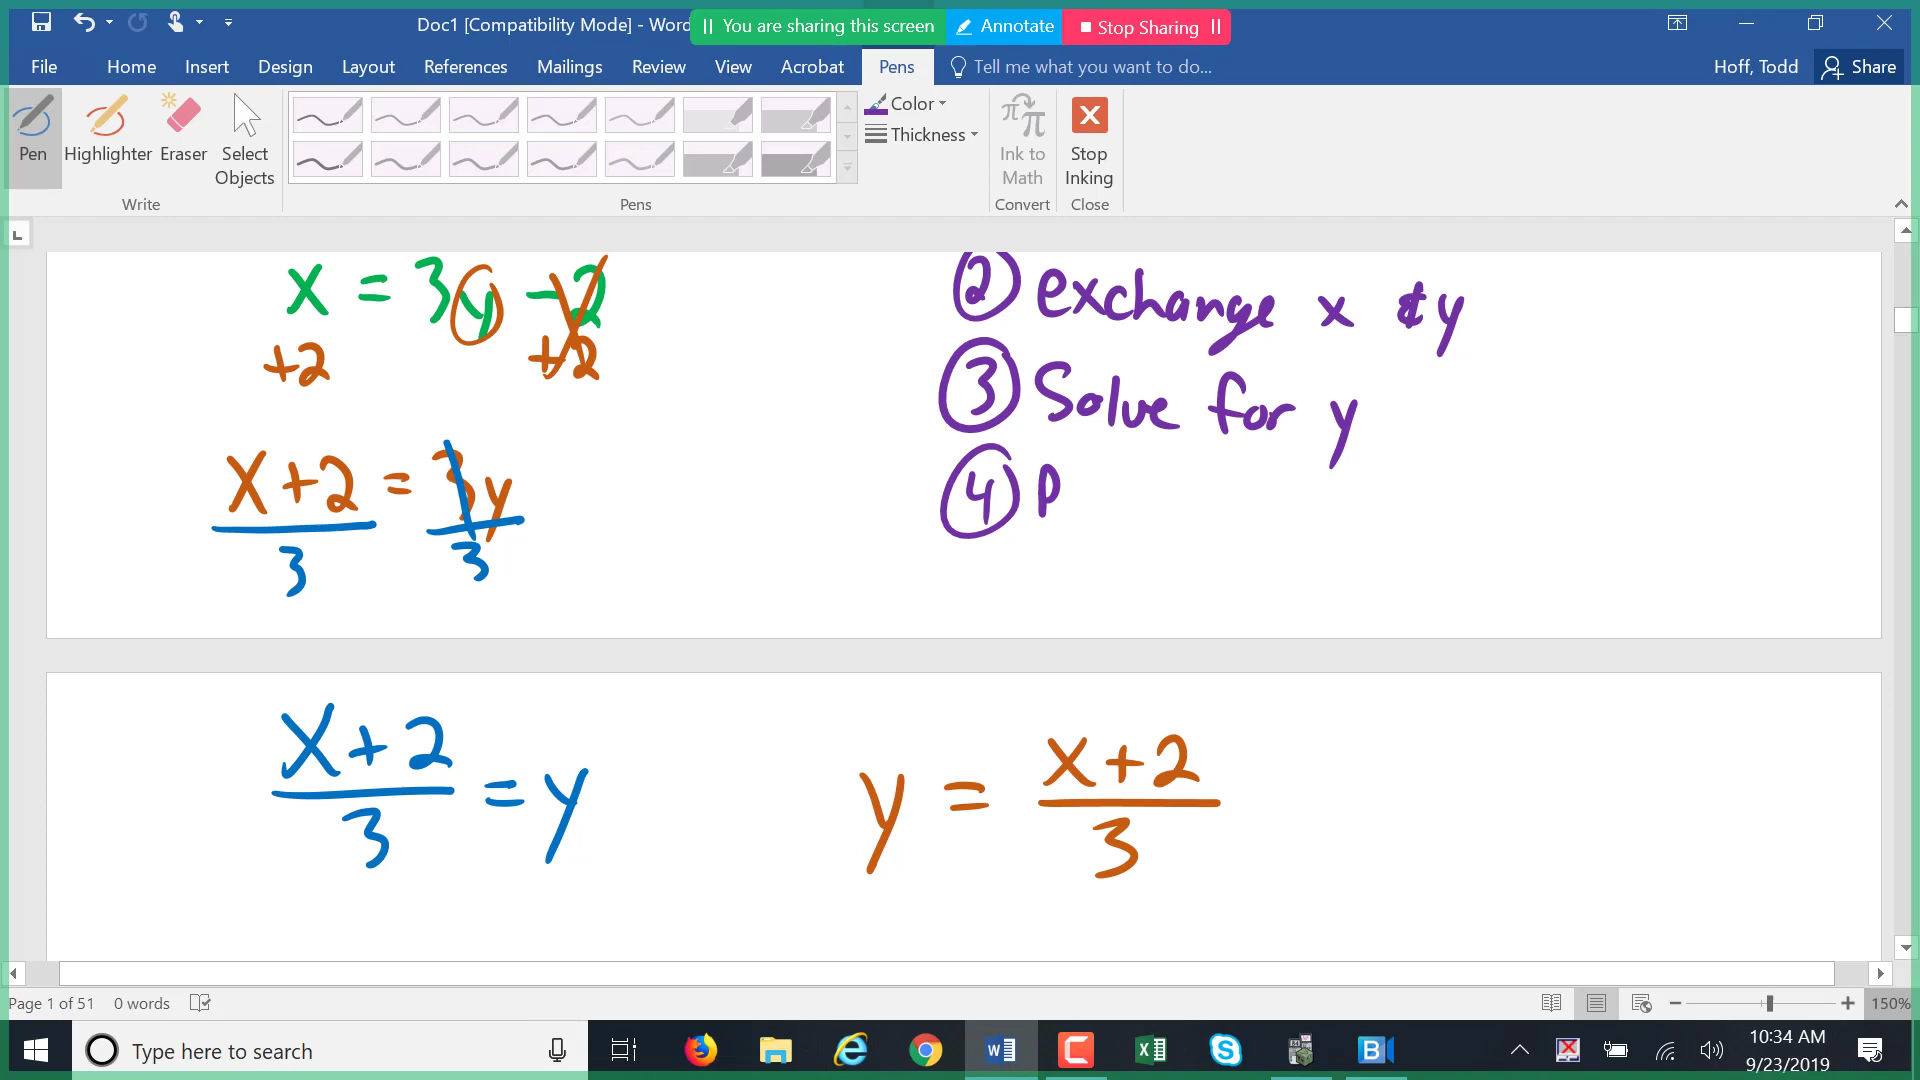 Doc1 [Compatibility Mode] - Word
You are sharing this screen
Annotate
Stop Sharing
File Home Insert Design Layout References Mailings Review View Acrobat Pens Tell me what you want to do... Hoff, Todd Share
Pen Highlighter Eraser Select Objects
Color
Thickness
Ink to Math
Stop Inking
Write Pens Convert Close
x = 3y - 2
+2 +2
x+2 = 3y
3 3
② exchange x & y
③ Solve for y
④ P
x+2
3
= y
y =
x+2
3
Page 1 of 51 0 words 150%
Type here to search
10:34 AM
9/23/2019